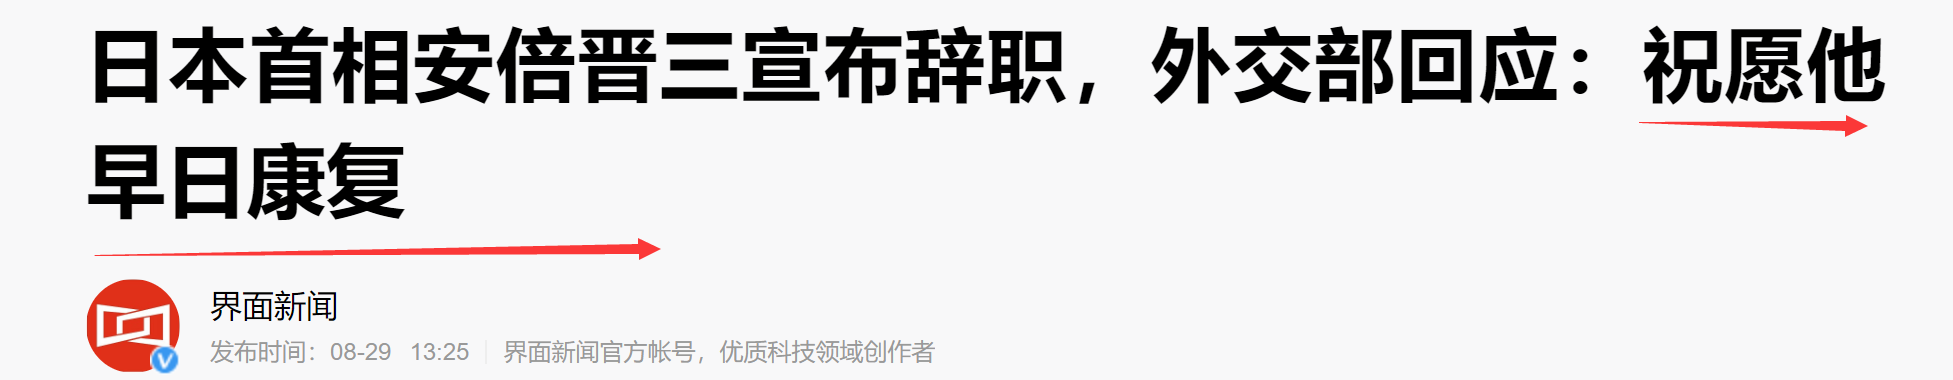 日本首相安倍晋三宣布辞职，外交部回应：祝愿他
早日康复
界面新闻
发布时间：08-29 13:25 界面新闻官方帐号，优质科技领域创作者